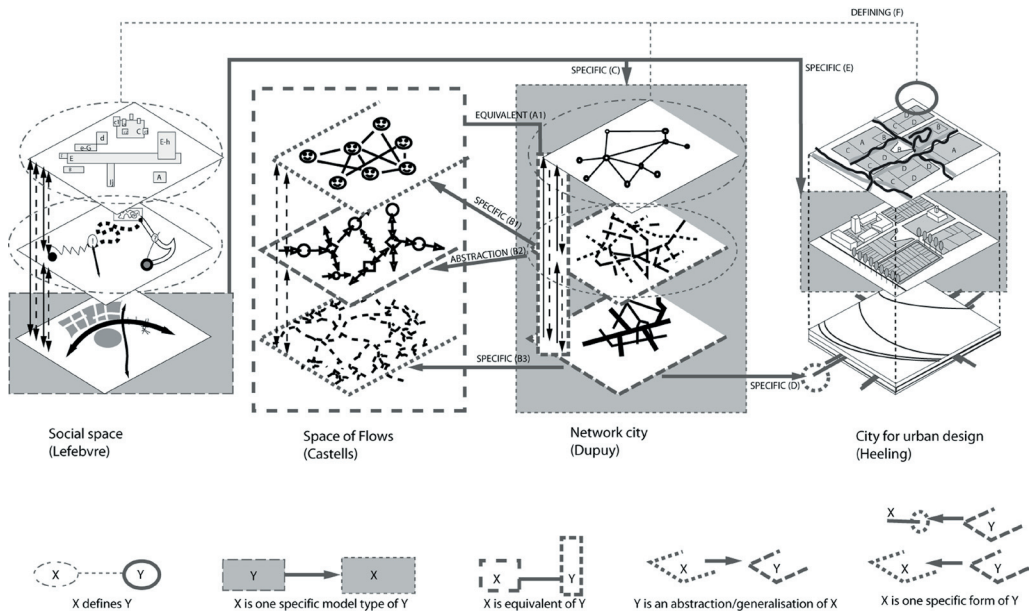 DEFINING (F)
SPECIFIC (C)
SPECIFIC (E)
EQUIVALENT (A1)
SPECIFIC (B1)
ABSTRACTION (B2)
SPECIFIC (B3)
SPECIFIC (D)
d
C
e-G
E-h
E
A
C
A
B
D
D
B
A
C
D
D
Social space
(Lefebvre)
Space of Flows
(Castells)
Network city
(Dupuy)
City for urban design
(Heeling)
X
Y
X defines Y
Y
X
X is one specific model type of Y
X
Y
X is equivalent of Y
X
Y
Y is an abstraction/generalisation of X
X
Y
X
Y
X is one specific form of Y